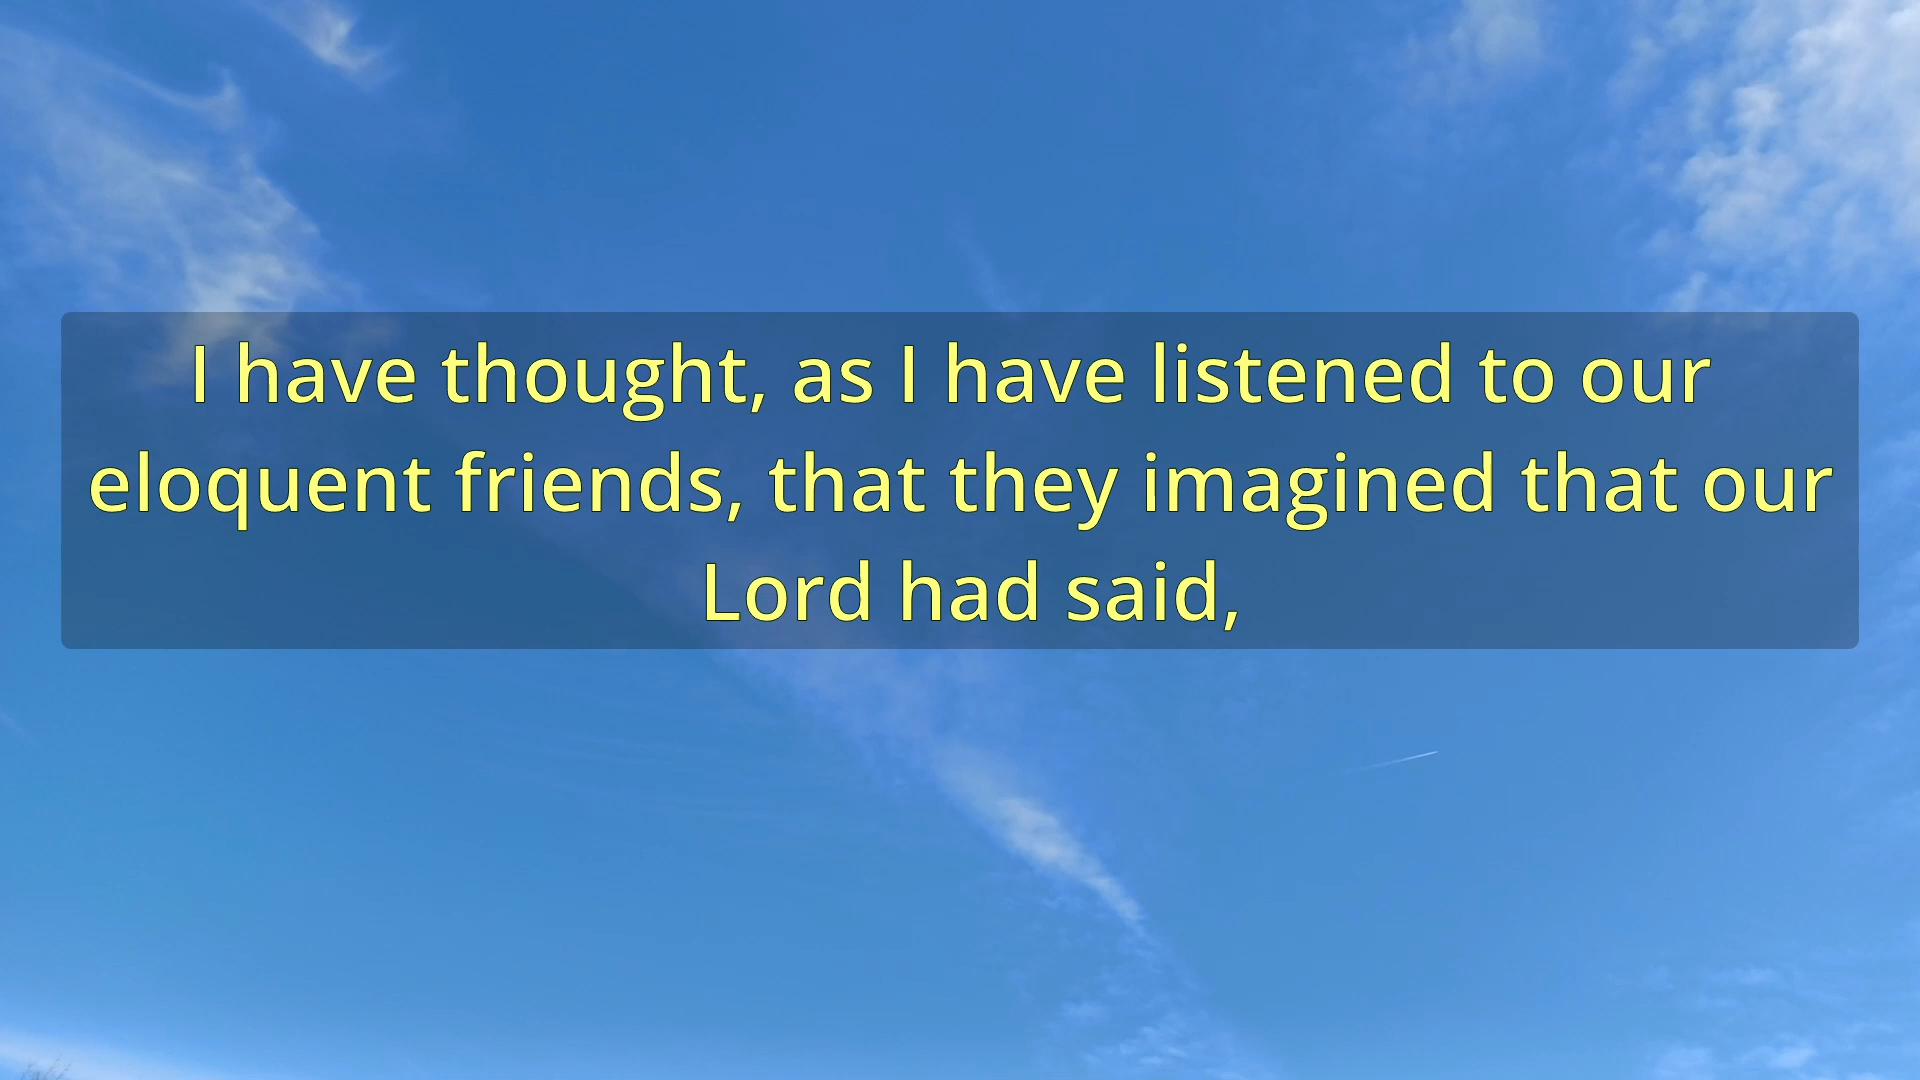 I have thought, as I have listened to our
eloquent friends, that they imagined that our
Lord had said,